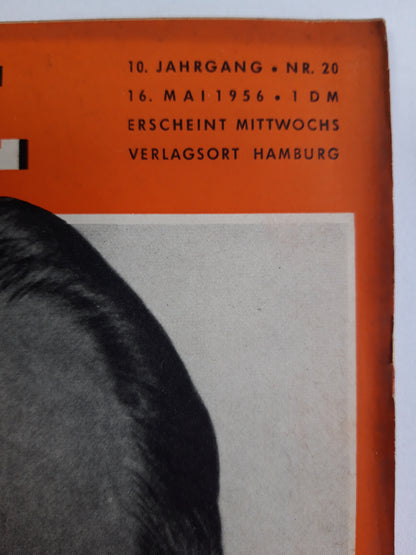 10. JAHRGANG • NR. 20
16. MAI 1956 • 1 DM
ERSCHEINT MITTWOCHS
VERLAGSORT HAMBURG